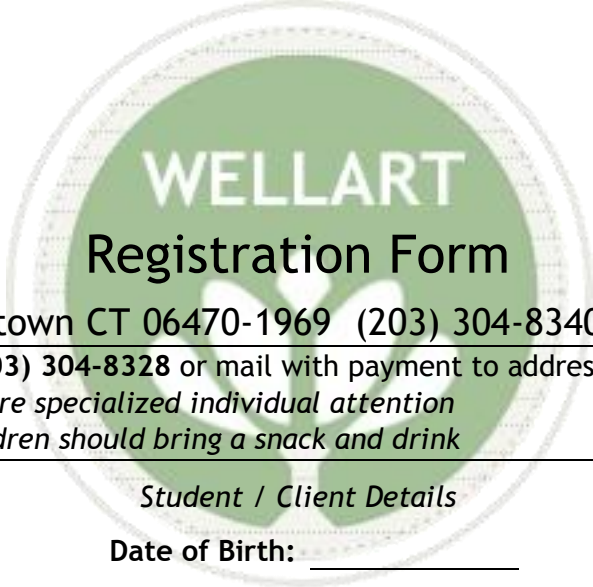 WELLART
Registration Form
town CT 06470-1969 (203) 304-8340
03) 304-8328 or mail with payment to addres
re specialized individual attention
dren should bring a snack and drink
Student / Client Details
Date of Birth: